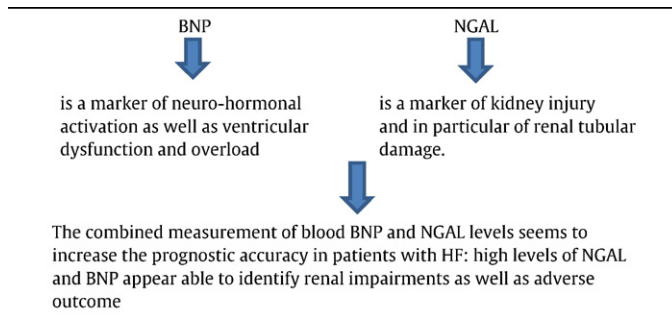 BNP
NGAL
is a marker of neuro-hormonal
activation as well as ventricular
dysfunction and overload
is a marker of kidney injury
and in particular of renal tubular
damage.
The combined measurement of blood BNP and NGAL levels seems to
increase the prognostic accuracy in patients with HF: high levels of NGAL
and BNP appear able to identify renal impairments as well as adverse
outcome